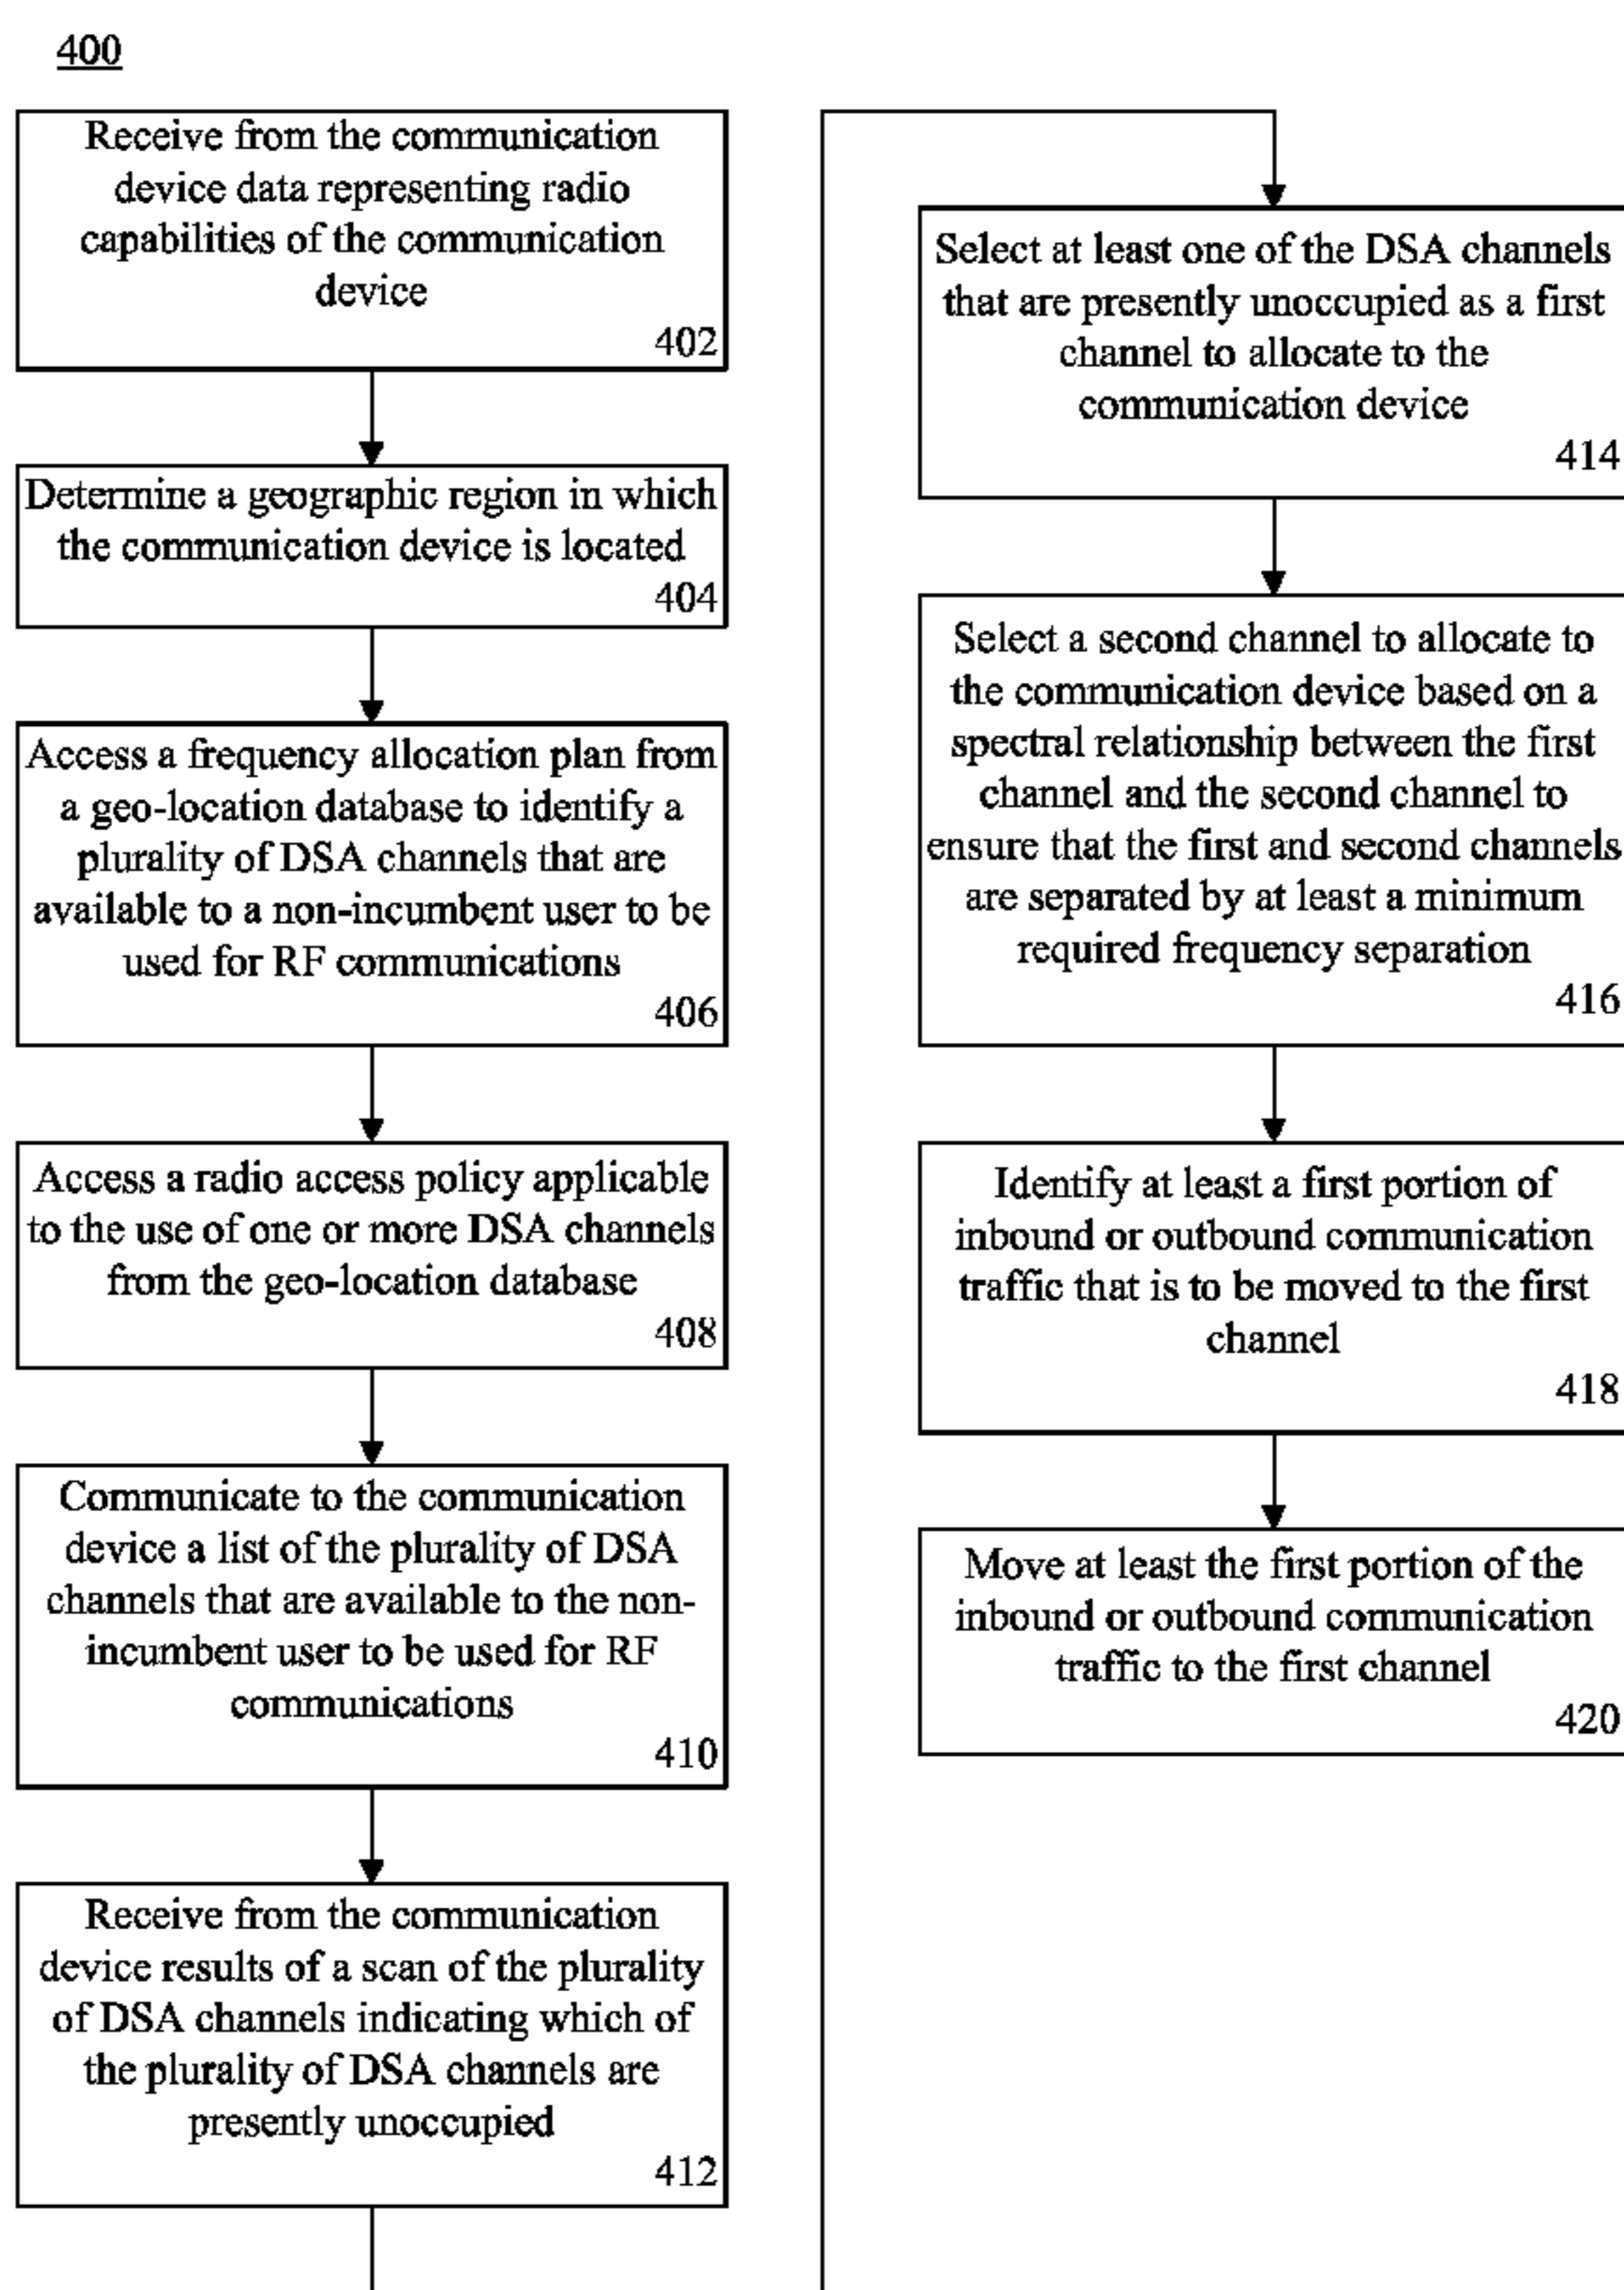 400
Receive from the communication
device data representing radio
capabilities of the communication
device
402
Determine a geographic region in which
the communication device is located
404
Access a frequency allocation plan from
a geo-location database to identify a
plurality of DSA channels that are
available to a non-incumbent user to be
used for RF communications
406
Access a radio access policy applicable
to the use of one or more DSA channels
from the geo-location database
408
Communicate to the communication
device a list of the plurality of DSA
channels that are available to the non-
incumbent user to be used for RF
communications
410
Receive from the communication
device results of a scan of the plurality
of DSA channels indicating which of
the plurality of DSA channels are
presently unoccupied
412
Select at least one of the DSA channels
that are presently unoccupied as a first
channel to allocate to the
communication device
414
Select a second channel to allocate to
the communication device based on a
spectral relationship between the first
channel and the second channel to
ensure that the first and second channels
are separated by at least a minimum
required frequency separation
416
Identify at least a first portion of
inbound or outbound communication
traffic that is to be moved to the first
channel
418
Move at least the first portion of the
inbound or outbound communication
traffic to the first channel
420